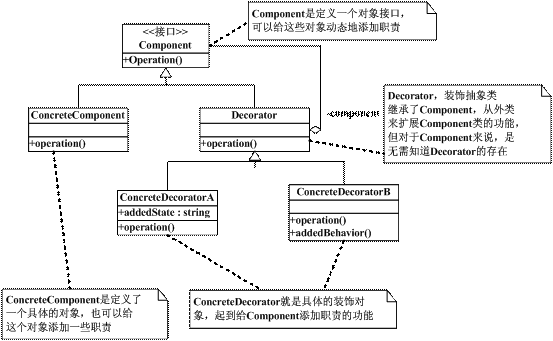 <<接口>>
Component
+Operation()
Component是定义一个对象接口，
可以给这些对象动态地添加职责
ConcreteComponent
+operation()
Decorator
+operation()
-component
Decorator，装饰抽象类
继承了Component，从外类
来扩展Component类的功能，
但对于Component来说，是
无需知道Decorator的存在
ConcreteDecoratorA
+addedState : string
+operation()
ConcreteDecoratorB
+operation()
+addedBehavior()
ConcreteComponent是定义了
一个具体的对象，也可以给
这个对象添加一些职责
ConcreteDecorator就是具体的装饰对
象，起到给Component添加职责的功能